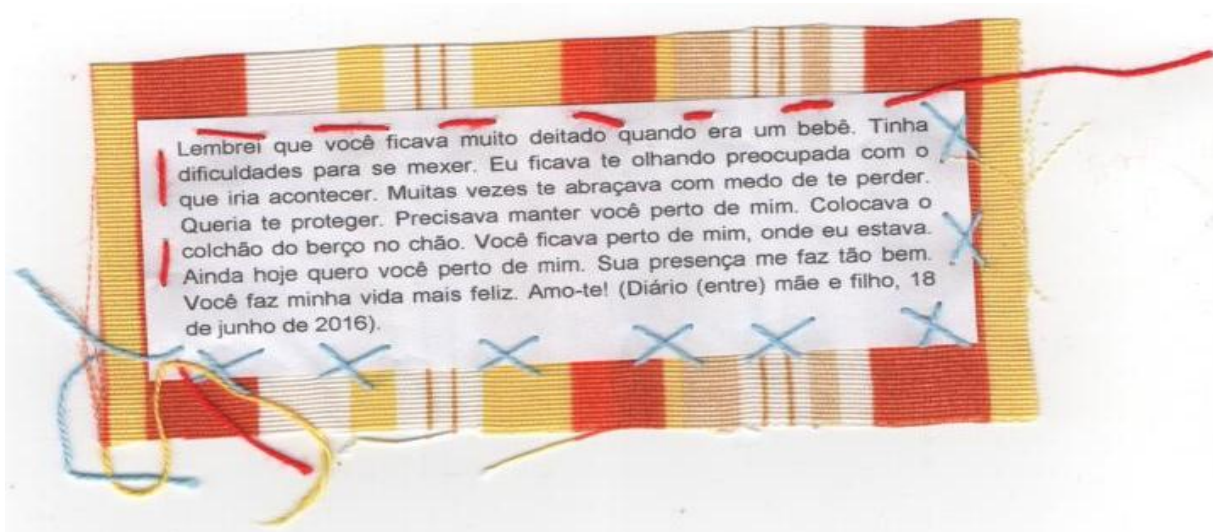 Lembrei que você ficava muito deitado quando era um bebê. Tinha
dificuldades para se mexer. Eu ficava te olhando preocupada com o
que iria acontecer. Muitas vezes te abraçava com medo de te perder.
Queria te proteger. Precisava manter você perto de mim. Colocava o
colchão do berço no chão. Você ficava perto de mim, onde eu estava.
Ainda hoje quero você perto de mim. Sua presença me faz tão bem.
Você faz minha vida mais feliz. Amo-te! (Diário (entre) mãe e filho, 18
de junho de 2016).